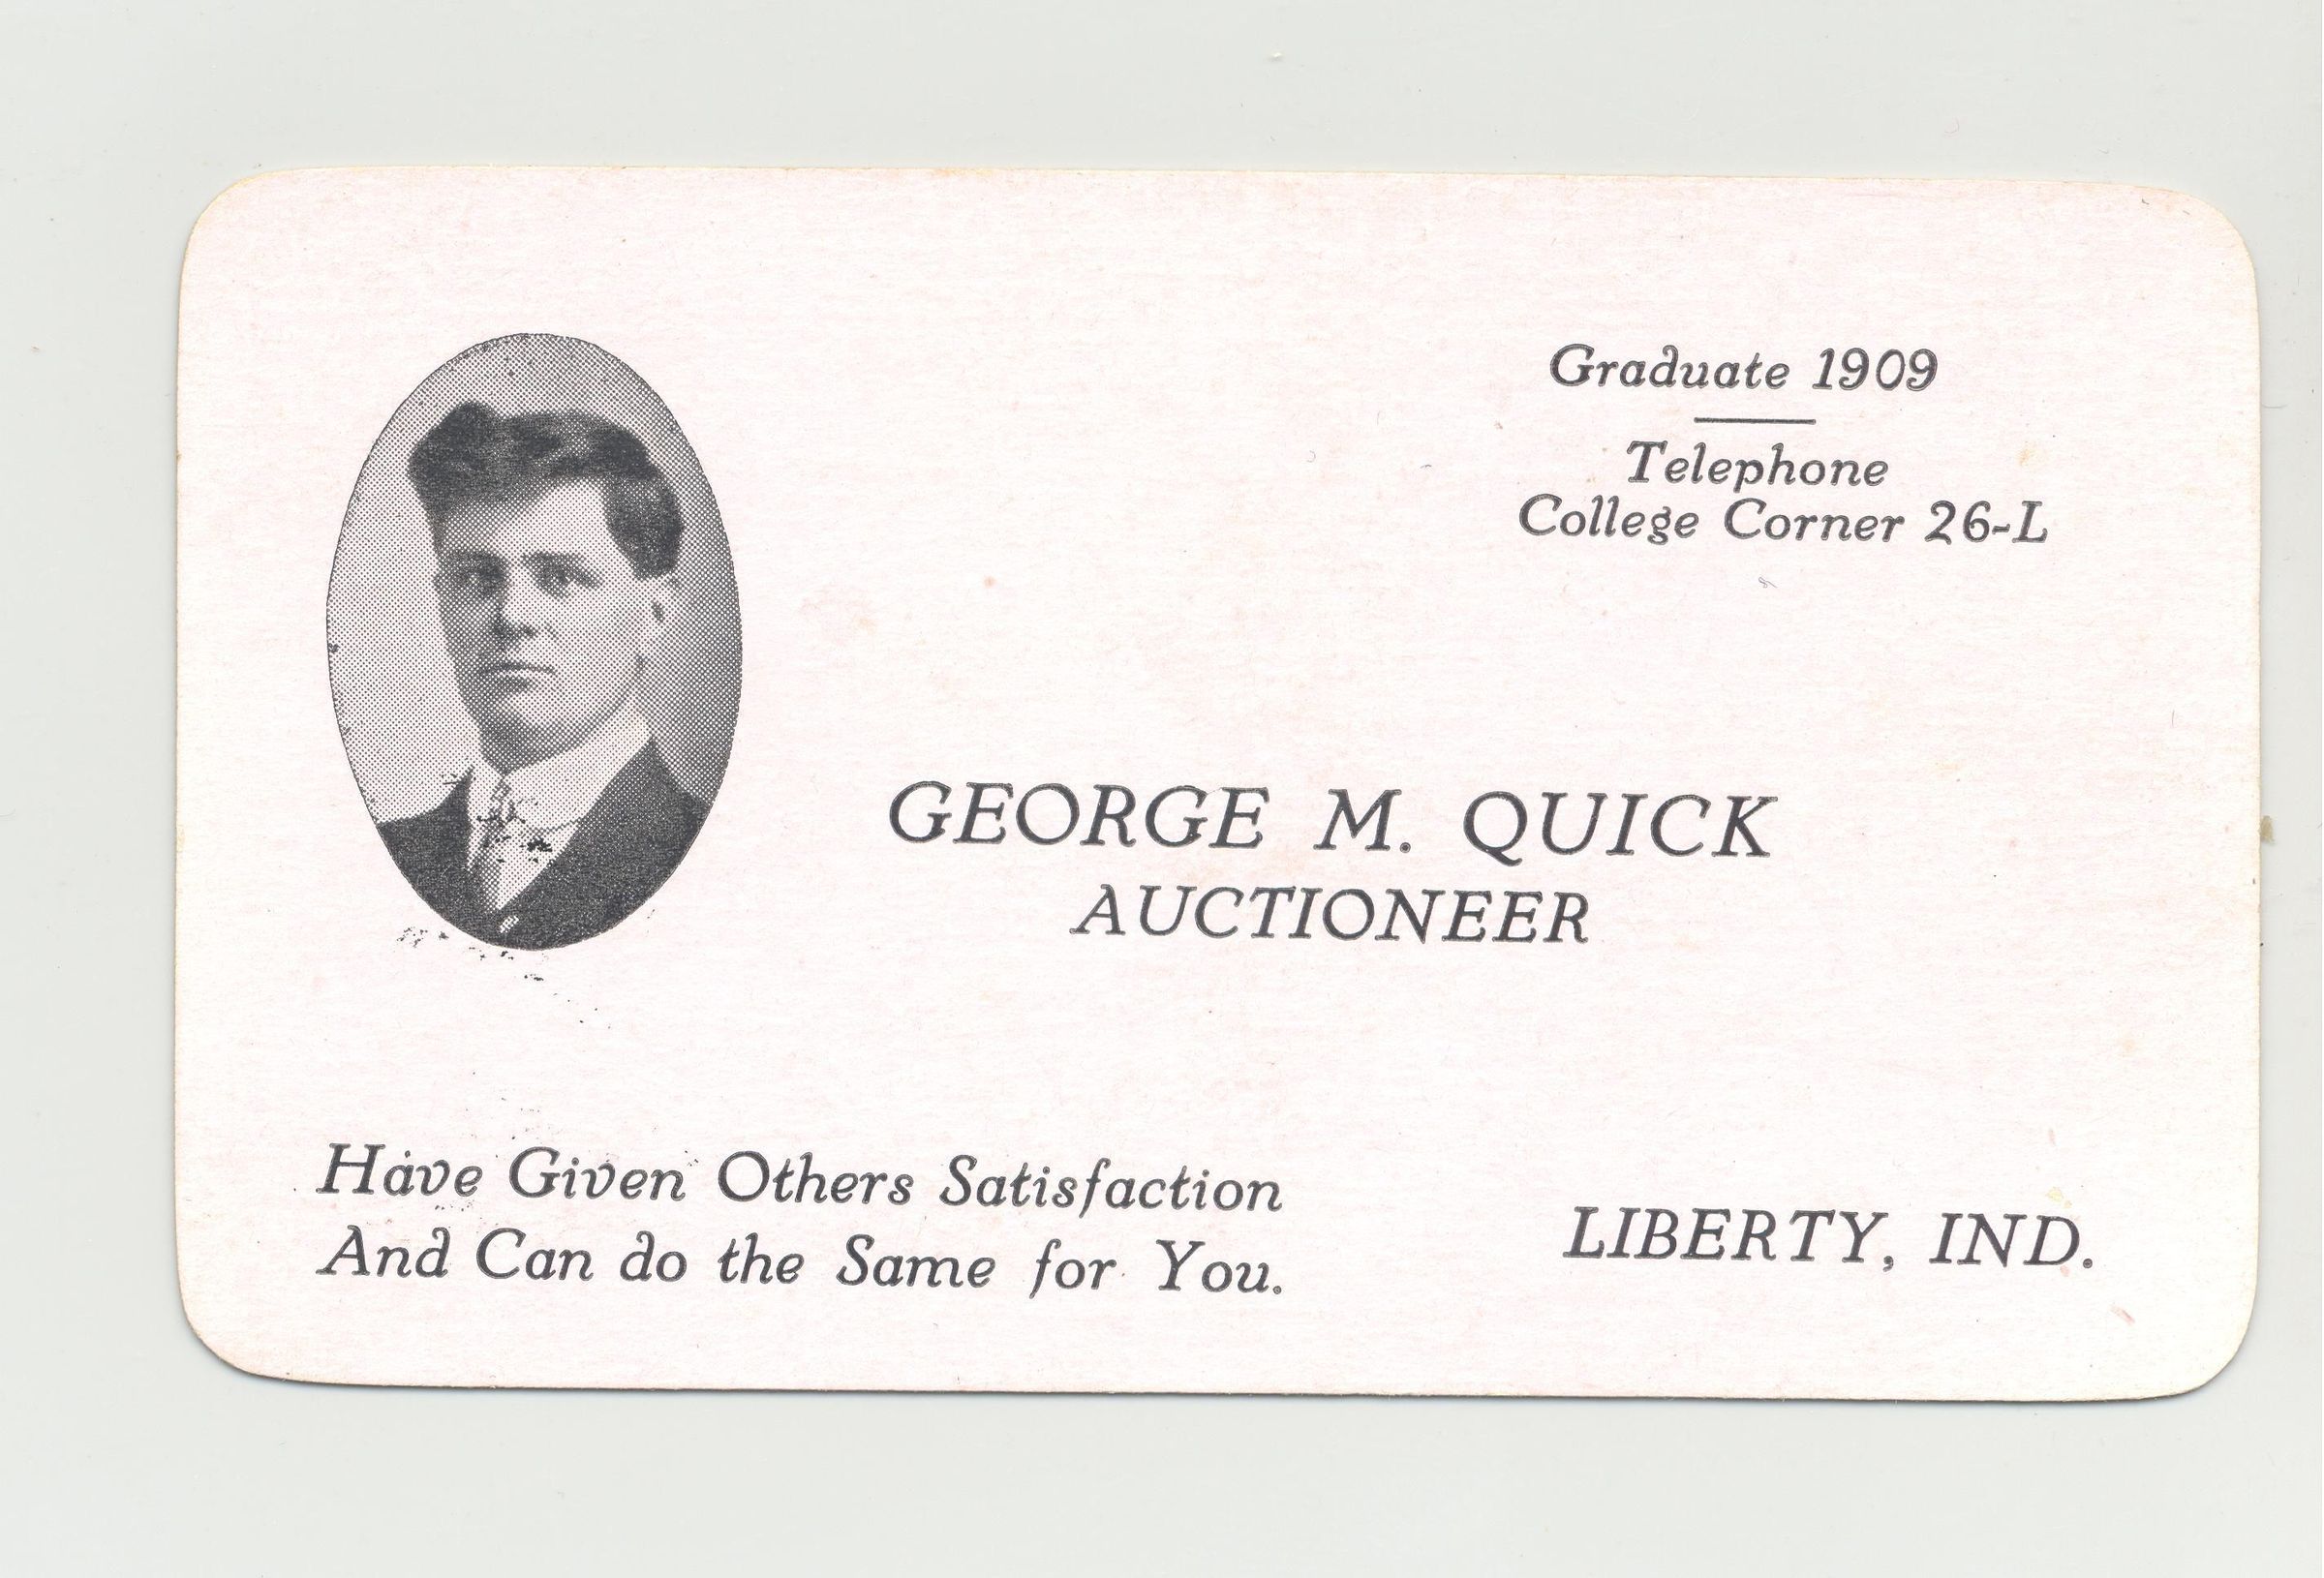 Graduate 1909
Telephone
College Corner 26-L
GEORGE M. QUICK
AUCTIONEER
Have Given Others Satisfaction
And Can do the Same for You.
LIBERTY, IND.